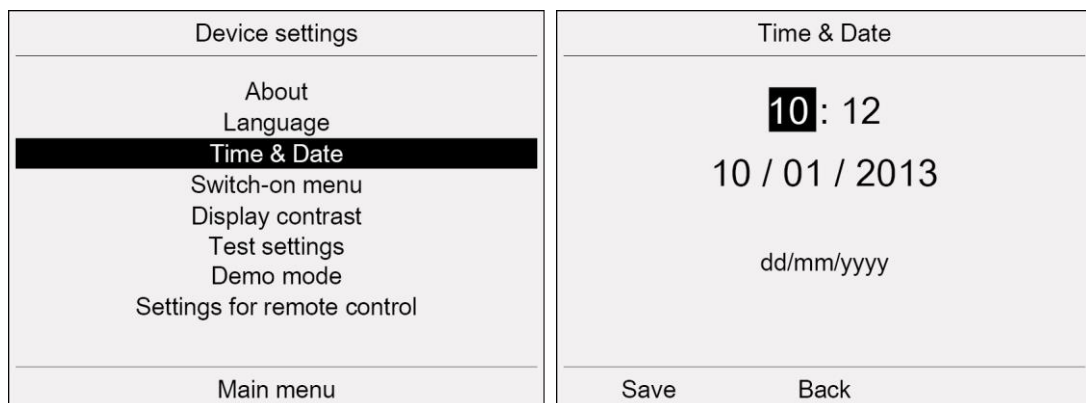 Device settings
About
Language
Time & Date
Switch-on menu
Display contrast
Test settings
Demo mode
Settings for remote control
Main menu
Time & Date
10 : 12
10 / 01 / 2013
dd/mm/yyyy
Save Back